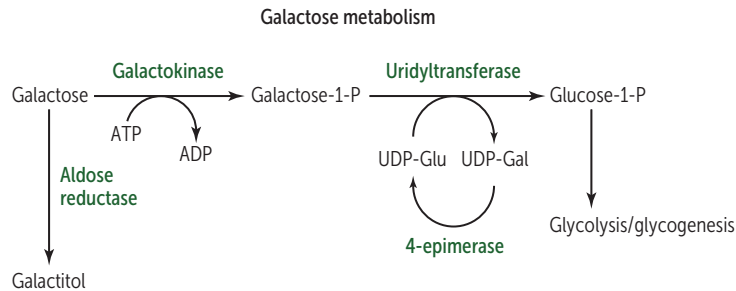 Galactose metabolism
Galactokinase
Uridyltransferase
Galactose
Galactose-1-P
Glucose-1-P
ATP
ADP
UDP-Glu
UDP-Gal
Aldose
reductase
4-epimerase
Glycolysis/glycogenesis
Galactitol